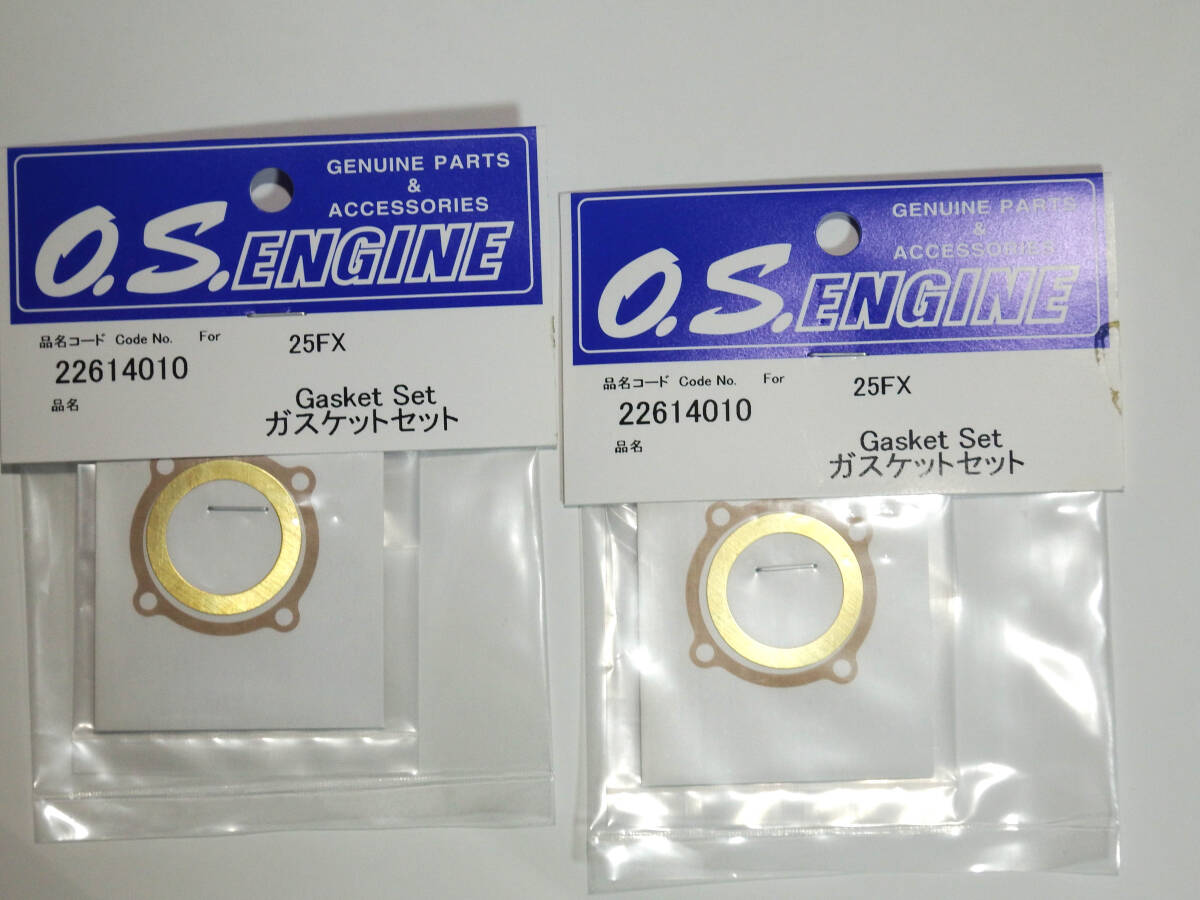 GENUINE PARTS
&
ACCESSORIES
O.S.ENGINE
品名コード Code No. For 25FX
22614010
品名 Gasket Set
ガスケットセット
GENUINE PARTS
&
ACCESSORIES
O.S.ENGINE
品名コード Code No. For 25FX
22614010
品名 Gasket Set
ガスケットセット